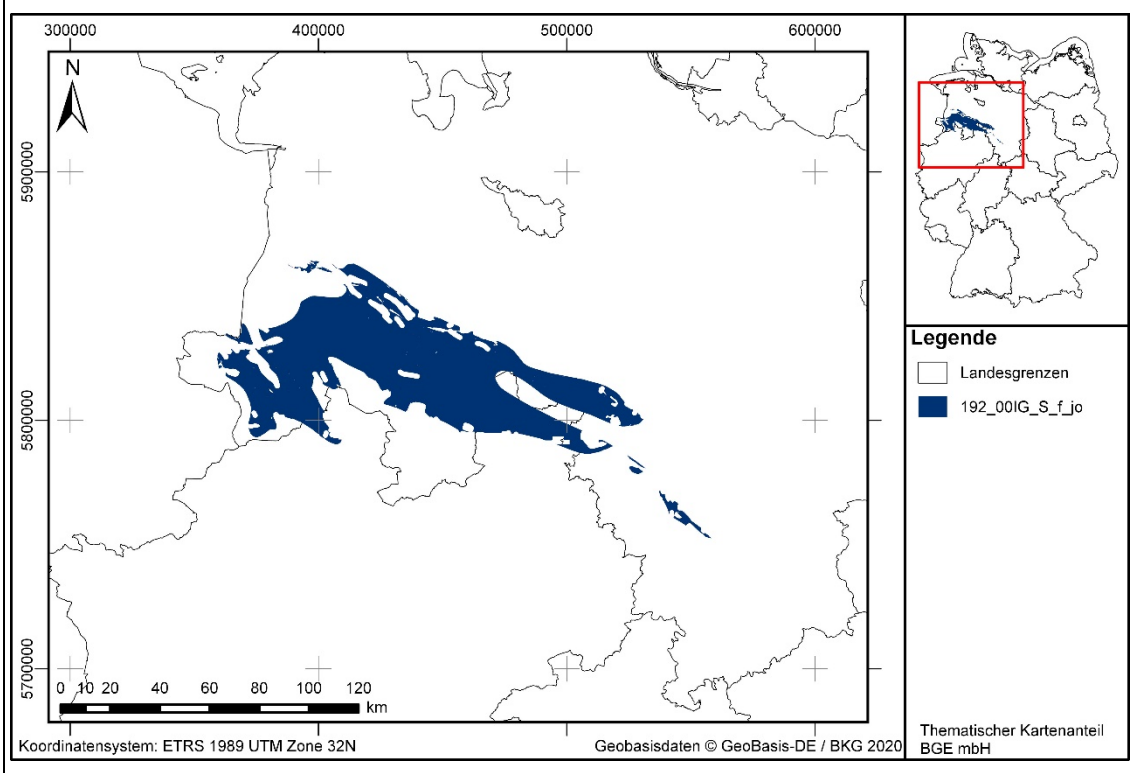 300000 400000 500000 600000
N
5900000
5800000
5700000
0 10 20 40 60 80 100 120
km
Koordinatensystem: ETRS 1989 UTM Zone 32N
Geobasisdaten © GeoBasis-DE / BKG 2020
Legende
Landesgrenzen
192_00IG_S_f_jo
Thematischer Kartenanteil
BGE mbH